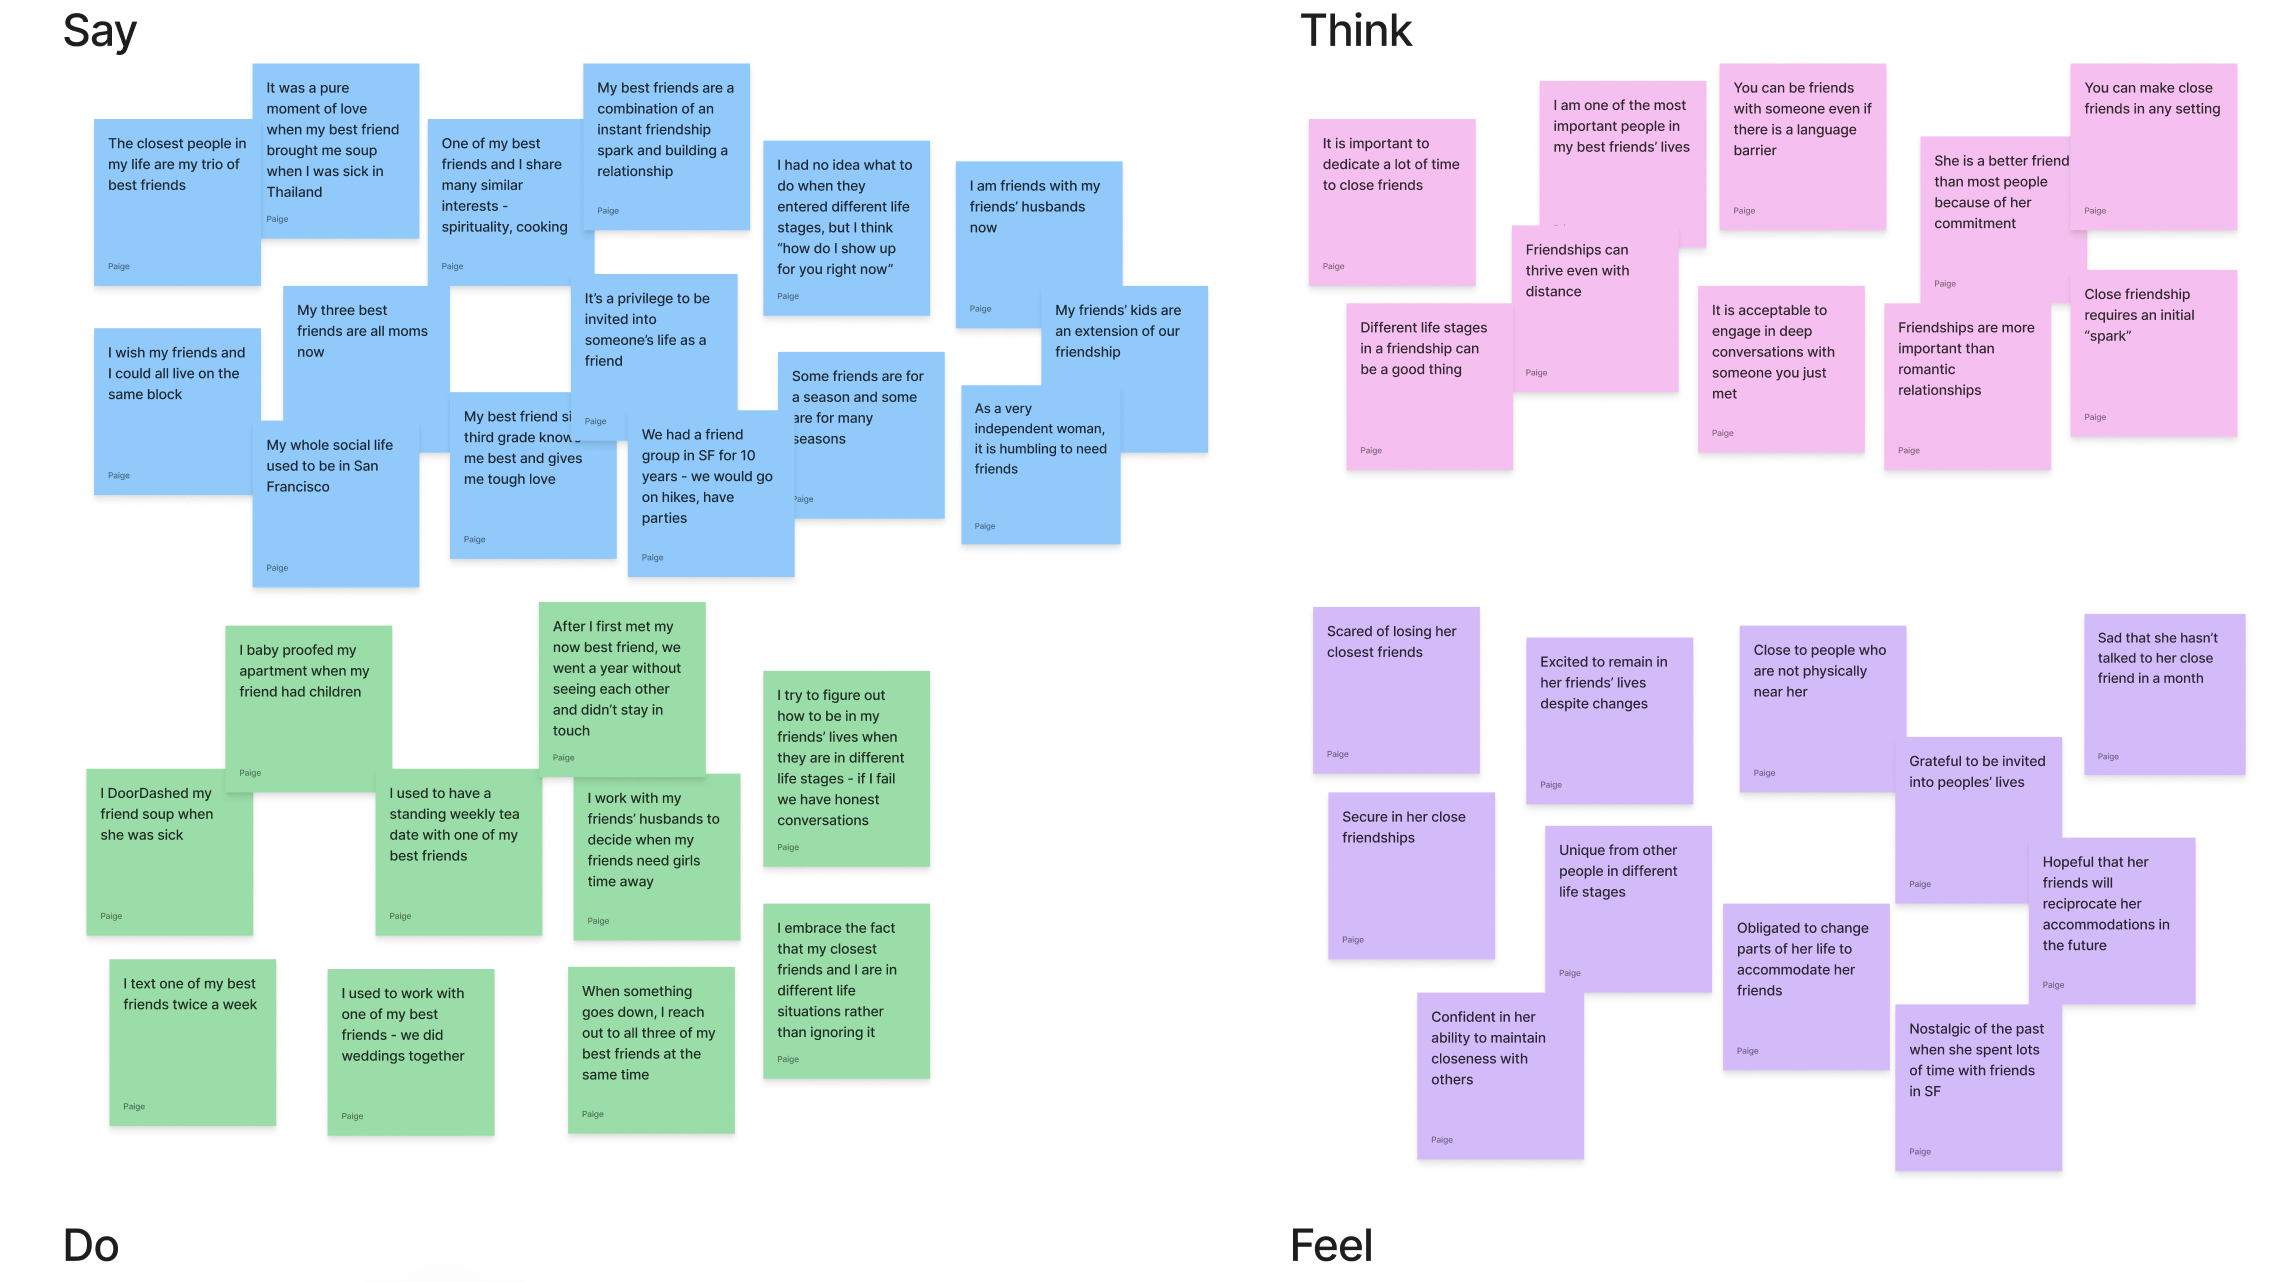 Say
The closest people in
my life are my trio of
best friends
Paige
It was a pure
moment of love
when my best friend
brought me soup
when I was sick in
Thailand
Paige
One of my best
friends and I share
many similar
interests -
spirituality, cooking
Paige
My best friends are a
combination of an
instant friendship
spark and building a
relationship
Paige
I had no idea what to
do when they
entered different life
stages, but I think
“how do I show up
for you right now”
Paige
I am friends with my
friends’ husbands
now
Paige
My friends’ kids are
an extension of our
friendship
I wish my friends and
I could all live on the
same block
Paige
My three best
friends are all moms
now
My whole social life
used to be in San
Francisco
Paige
My best friend
third grade knows
me best and gives
me tough love
Paige
It’s a privilege to be
invited into
someone’s life as a
friend
Paige
We had a friend
group in SF for 10
years - we would go
on hikes, have
parties
Paige
Some friends are for
a season and some
are for many
seasons
Paige
As a very
independent woman,
it is humbling to need
friends
Paige
Think
It is important to
dedicate a lot of time
to close friends
Paige
I am one of the most
important people in
my best friends’ lives
You can be friends
with someone even if
there is a language
barrier
Paige
She is a better friend
than most people
because of her
commitment
Paige
You can make close
friends in any setting
Paige
Different life stages
in a friendship can
be a good thing
Paige
Friendships can
thrive even with
distance
Paige
It is acceptable to
engage in deep
conversations with
someone you just
met
Paige
Friendships are more
important than
romantic
relationships
Paige
Close friendship
requires an initial
“spark”
Paige
I baby proofed my
apartment when my
friend had children
Paige
After I first met my
now best friend, we
went a year without
seeing each other
and didn’t stay in
touch
Paige
I try to figure out
how to be in my
friends’ lives when
they are in different
life stages - if I fail
we have honest
conversations
Paige
I DoorDashed my
friend soup when
she was sick
Paige
I used to have a
standing weekly tea
date with one of my
best friends
Paige
I work with my
friends’ husbands to
decide when my
friends need girls
time away
Paige
I text one of my best
friends twice a week
Paige
I used to work with
one of my best
friends - we did
weddings together
Paige
When something
goes down, I reach
out to all three of my
best friends at the
same time
Paige
I embrace the fact
that my closest
friends and I are in
different life
situations rather
than ignoring it
Paige
Do
Scared of losing her
closest friends
Paige
Excited to remain in
her friends’ lives
despite changes
Paige
Close to people who
are not physically
near her
Paige
Sad that she hasn’t
talked to her close
friend in a month
Paige
Grateful to be invited
into peoples’ lives
Paige
Secure in her close
friendships
Paige
Unique from other
people in different
life stages
Paige
Obligated to change
parts of her life to
accommodate her
friends
Paige
Hopeful that her
friends will
reciprocate her
accommodations in
the future
Paige
Confident in her
ability to maintain
closeness with
others
Paige
Nostalgic of the past
when she spent lots
of time with friends
in SF
Paige
Feel